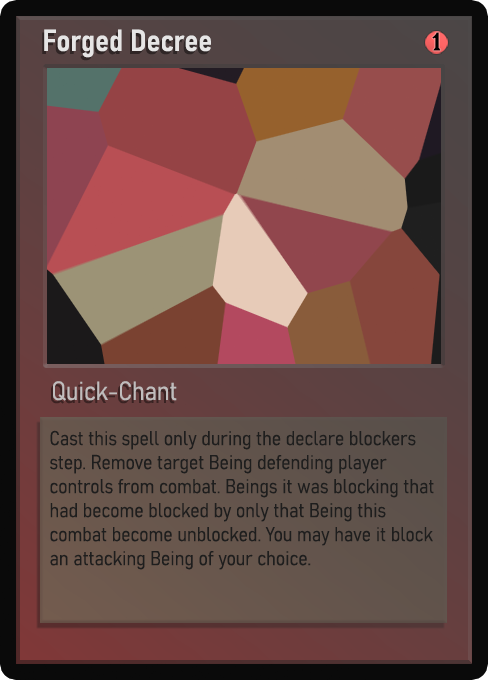 Forged Decree
1
Quick-Chant
Cast this spell only during the declare blockers
step. Remove target Being defending player
controls from combat. Beings it was blocking that
had become blocked by only that Being this
combat become unblocked. You may have it block
an attacking Being of your choice.